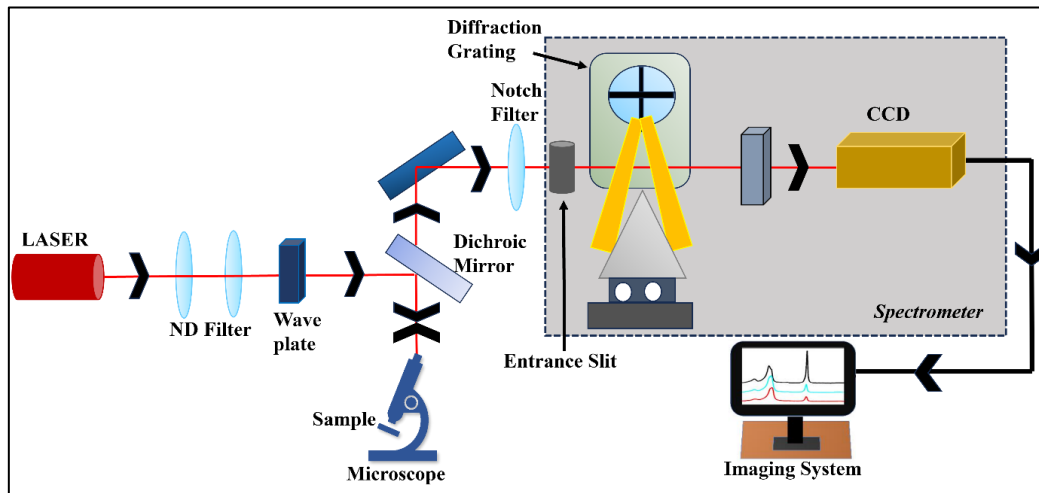 Diffraction
Grating
Notch
Filter
CCD
LASER
Dichroic
Mirror
ND Filter
Wave
plate
Spectrometer
Entrance Slit
Sample
Microscope
Imaging System